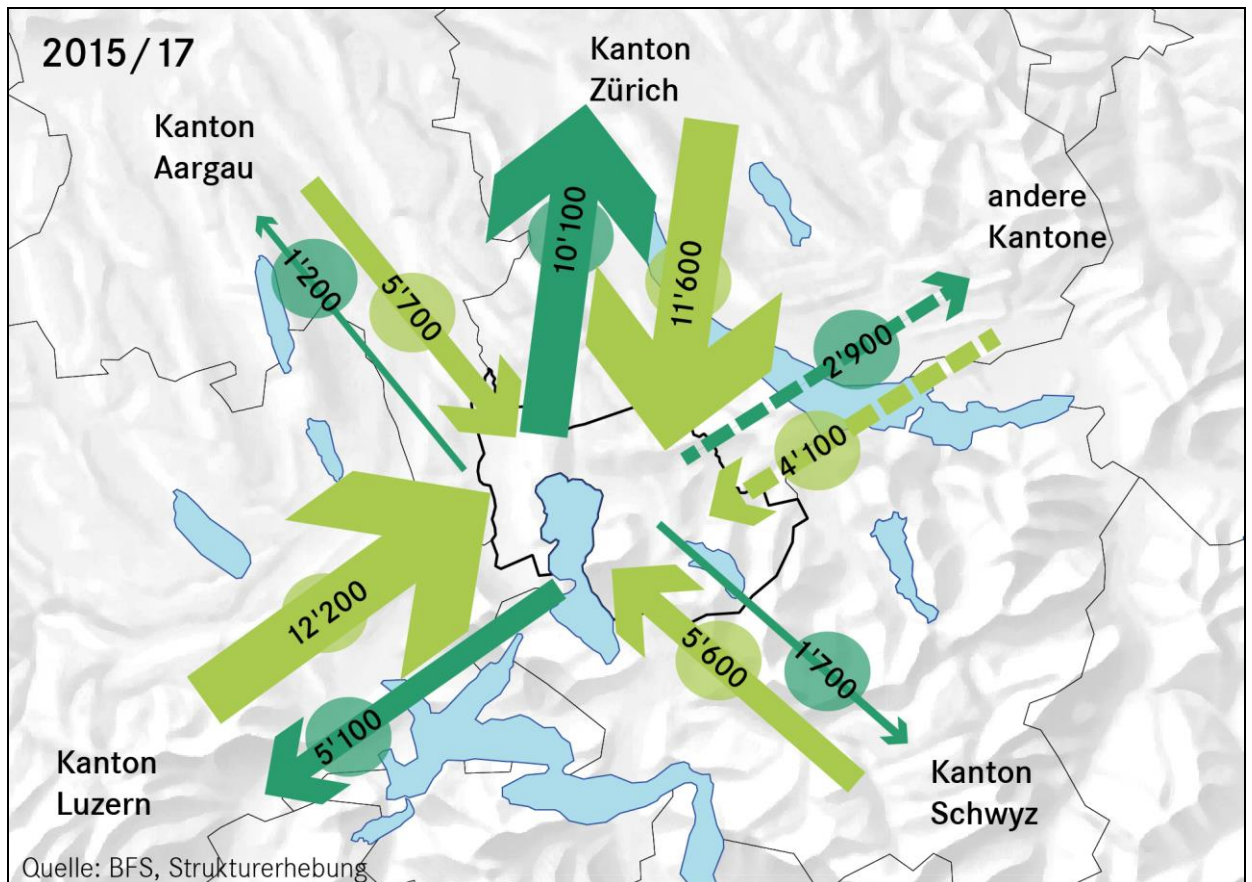 2015/17
Kanton
Zürich
Kanton
Aargau
andere
Kantone
1'200
5'700
10'100
11'600
2'900
4'100
12'200
5'100
5'600
1'700
Kanton
Luzern
Kanton
Schwyz
Quelle: BFS, Strukturerhebung